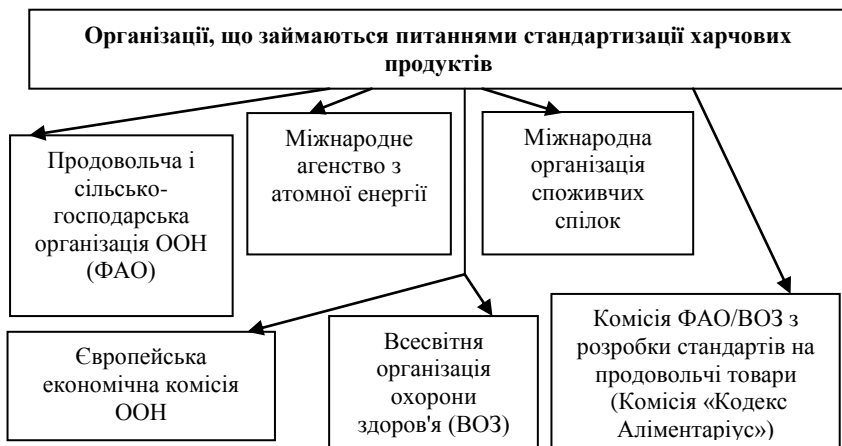 Організації, що займаються питаннями стандартизації харчових
продуктів
Продовольча і
сільсько-
господарська
організація ООН
(ФАО)
Міжнародне
агенство з
атомної енергії
Міжнародна
організація
споживчих
спілок
Європейська
економічна комісія
ООН
Всесвітня
організація
охорони
здоров'я (ВОЗ)
Комісія ФАО/ВОЗ з
розробки стандартів на
продовольчі товари
(Комісія «Кодекс
Аліментаріус»)